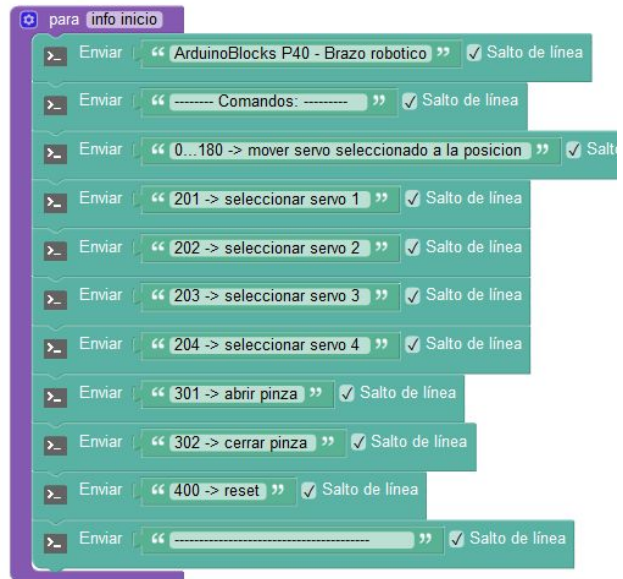 para info inicio
Enviar “ ArduinoBlocks P40 - Brazo robotico ” Salto de línea
Enviar “ -------- Comandos: --------- ” Salto de línea
Enviar “ 0...180 -> mover servo seleccionado a la posicion ” Salto
Enviar “ 201 -> seleccionar servo 1 ” Salto de línea
Enviar “ 202 -> seleccionar servo 2 ” Salto de línea
Enviar “ 203 -> seleccionar servo 3 ” Salto de línea
Enviar “ 204 -> seleccionar servo 4 ” Salto de línea
Enviar “ 301 -> abrir pinza ” Salto de línea
Enviar “ 302 -> cerrar pinza ” Salto de línea
Enviar “ 400 -> reset ” Salto de línea
Enviar “ ----------------------------------------- ” Salto de línea